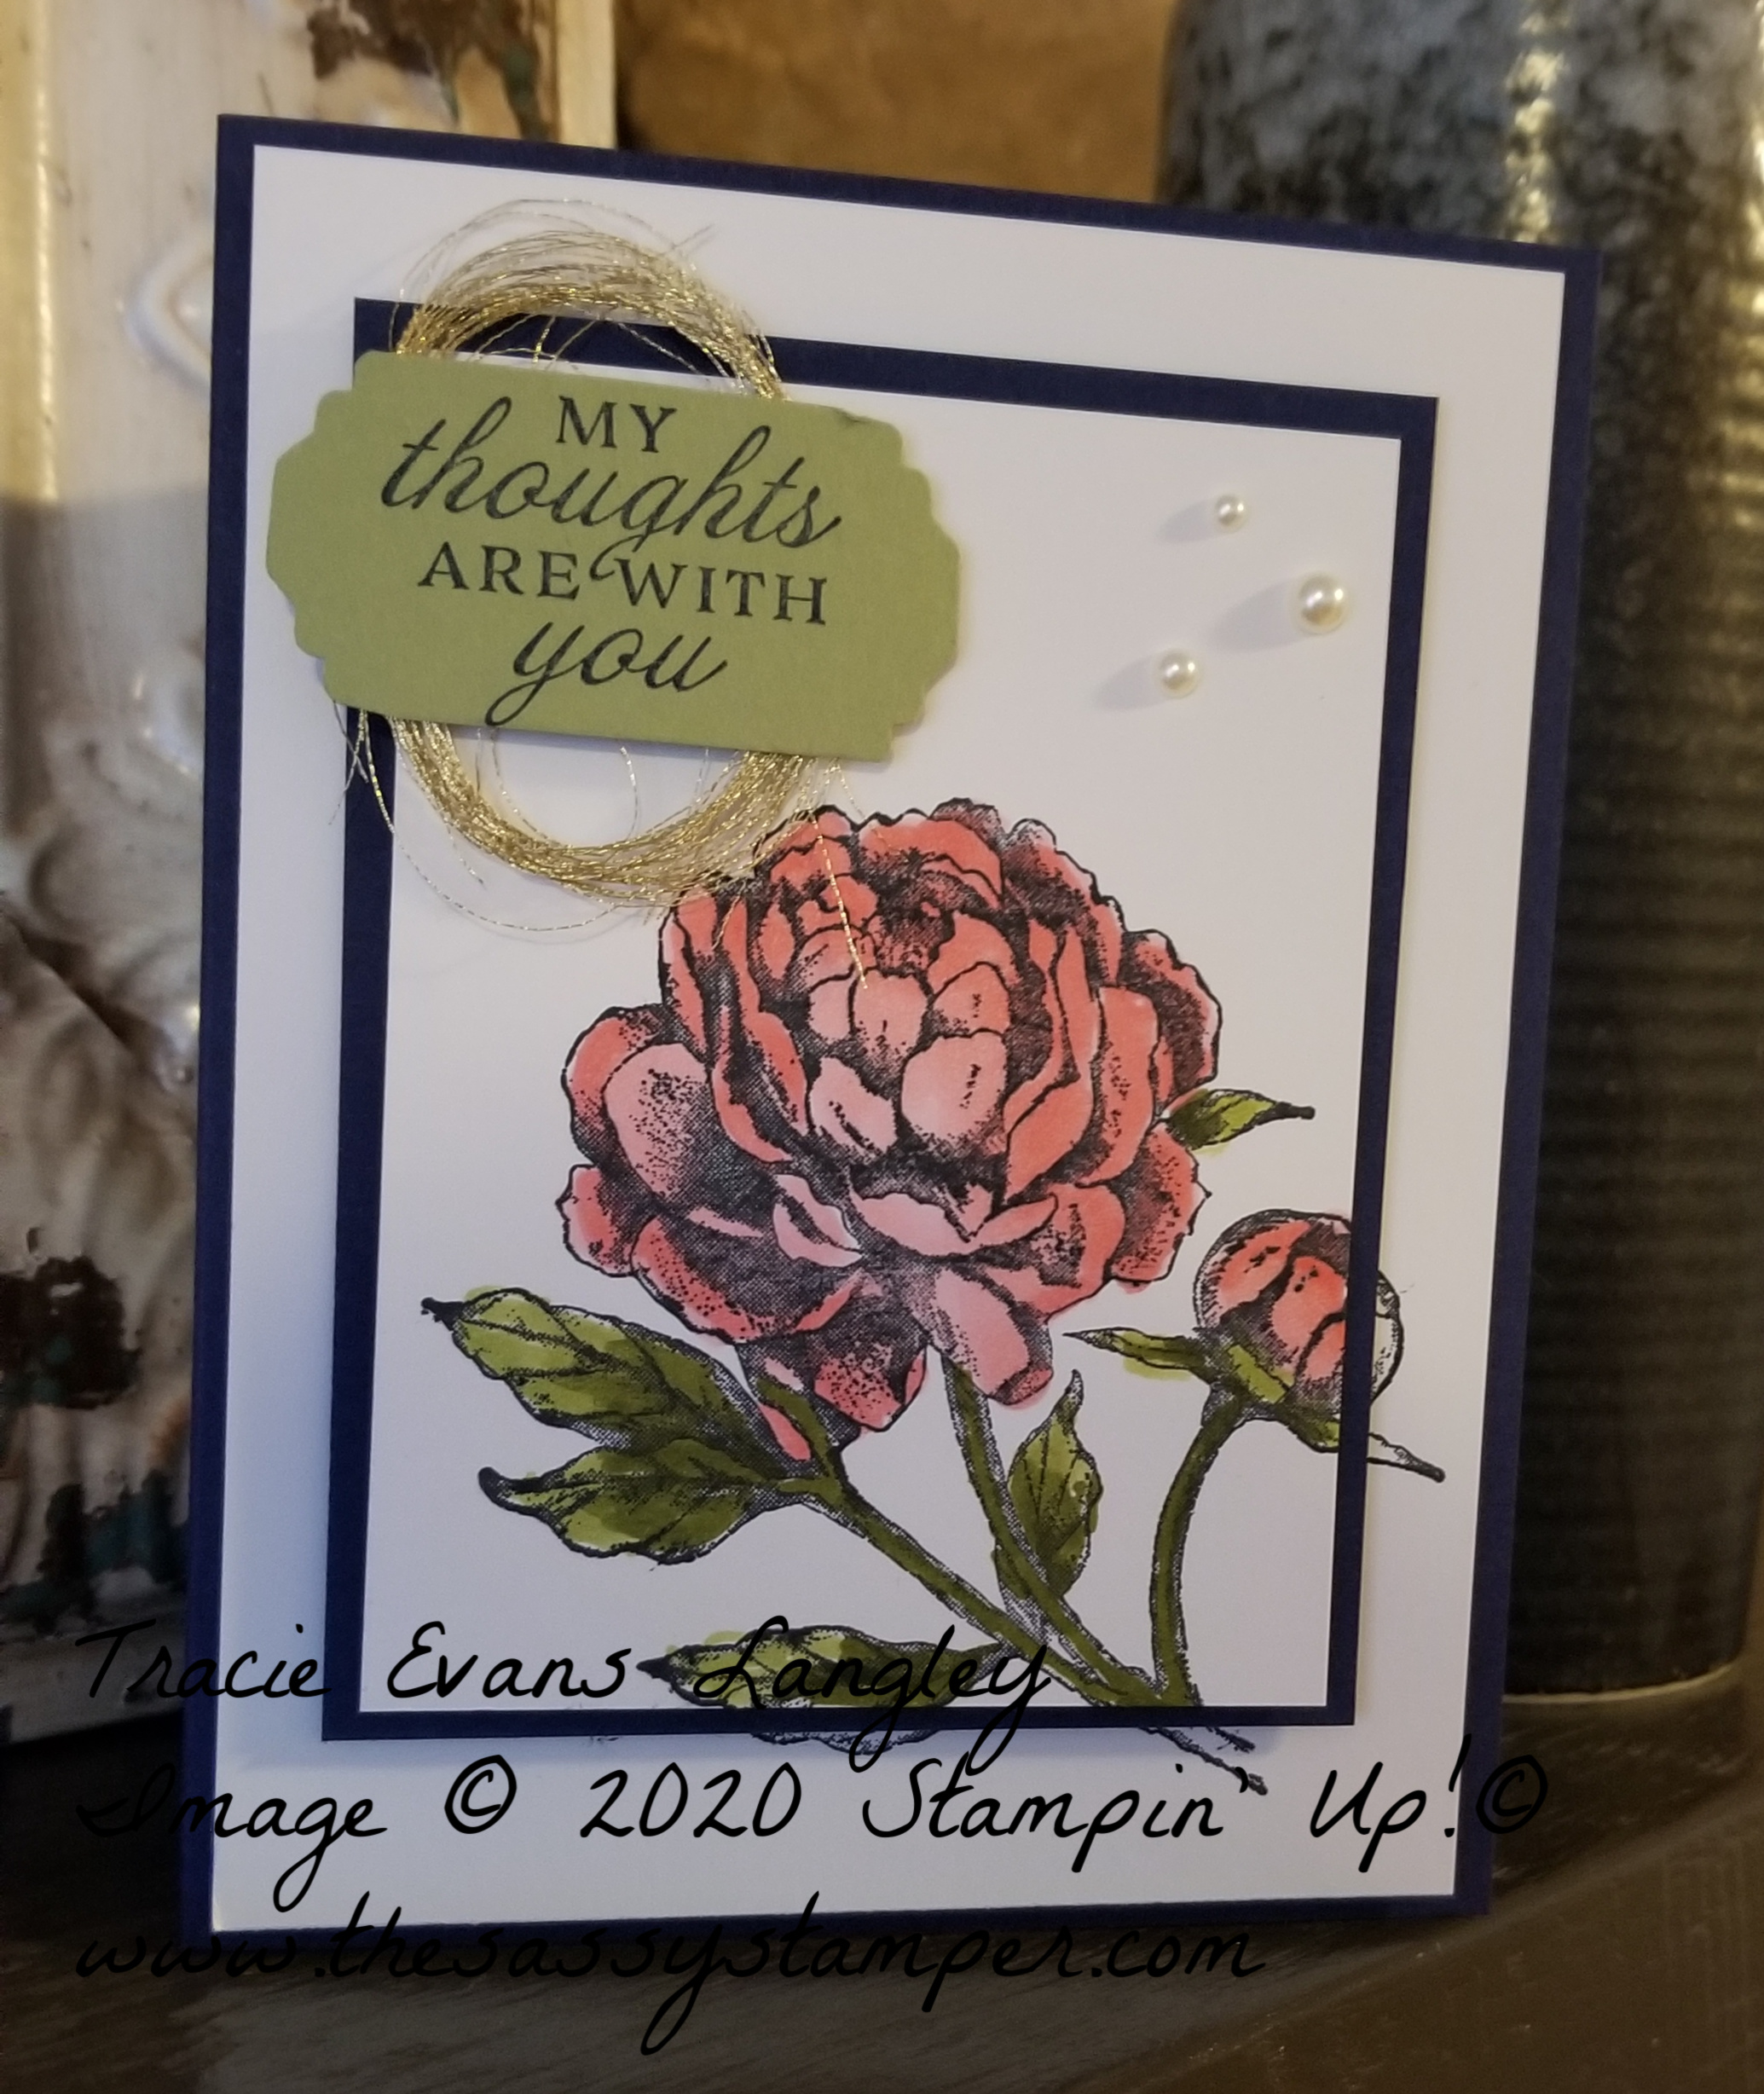 MY
thoughts
ARE WITH
you
Tracie Evans Langley
Image © 2020 Stampin' Up!©
www.thesassystamper.com